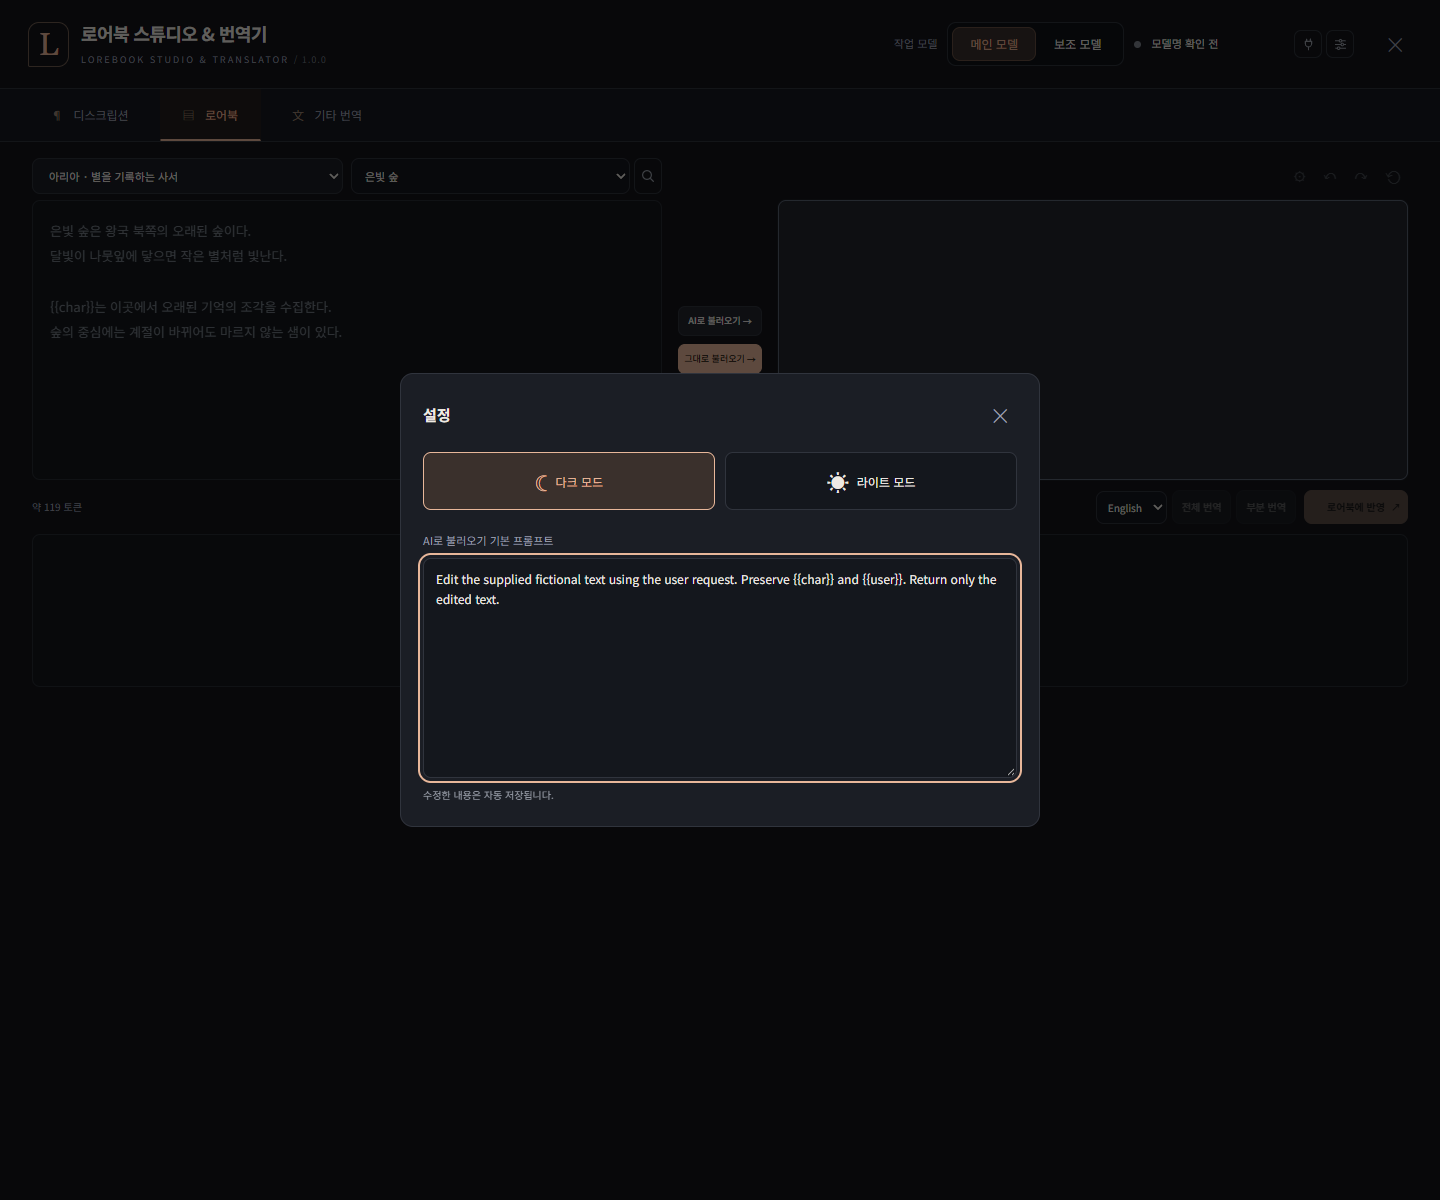 L
로어북 스튜디오 & 번역기
LOREBOOK STUDIO & TRANSLATOR / 1.0.0
작업 모델
메인 모델
보조 모델
모델명 확인 전
¶ 디스크립션
로어북
文 기타 번역
아리아 · 별을 기록하는 사서
은빛 숲
은빛 숲은 왕국 북쪽의 오래된 숲이다.
달빛이 나뭇잎에 닿으면 작은 별처럼 빛난다.
{{char}}는 이곳에서 오래된 기억의 조각을 수집한다.
숲의 중심에는 계절이 바뀌어도 마르지 않는 샘이 있다.
AI로 불러오기 →
그대로 불러오기 →
설정
다크 모드
라이트 모드
약 119 토큰
English
전체 번역
부분 번역
로어북에 반영 ↗
AI로 불러오기 기본 프롬프트
Edit the supplied fictional text using the user request. Preserve {{char}} and {{user}}. Return only the
edited text.
수정한 내용은 자동 저장됩니다.